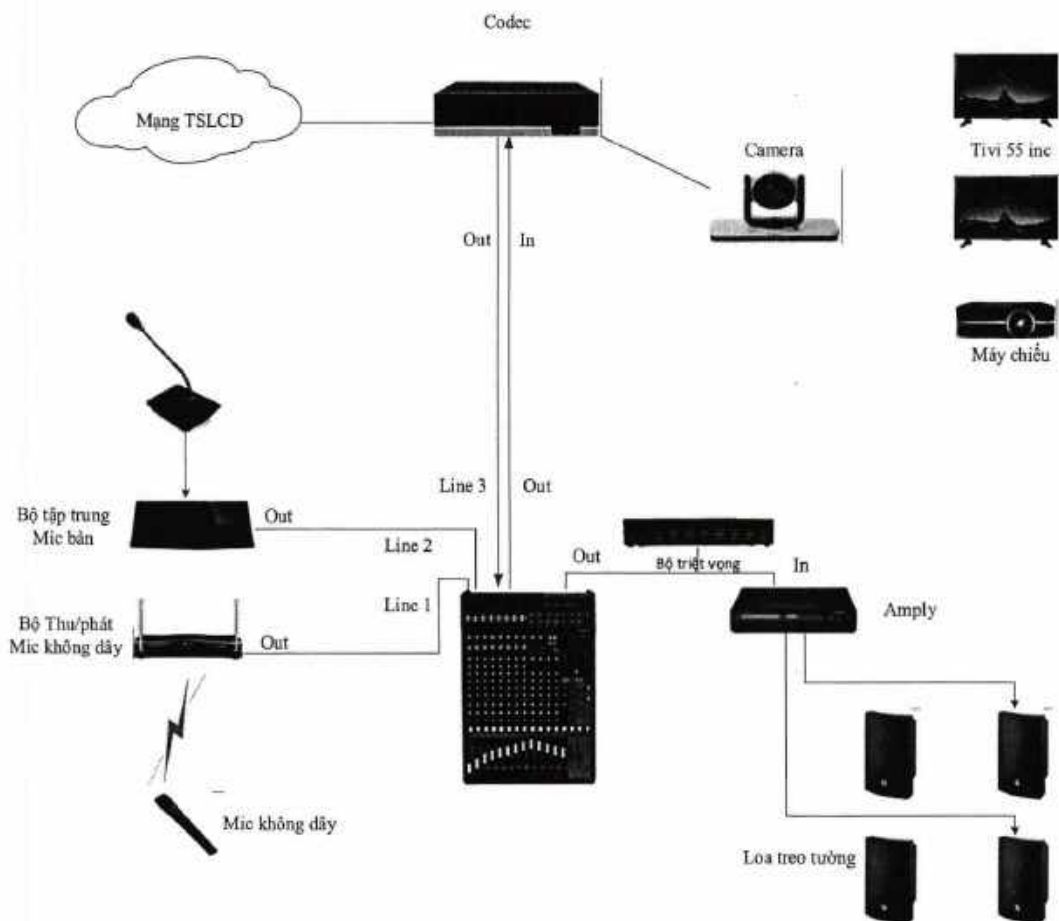 Codec
Mạng TSLCD
Camera
Tivi 55 inc
Out
In
Máy chiếu
Line 3
Out
Bộ tập trung
Mic bàn
Out
Line 2
Out
Bộ triệt vọng
In
Line 1
Amply
Bộ Thu/phát
Mic không dây
Out
Mic không dây
Loa treo tường